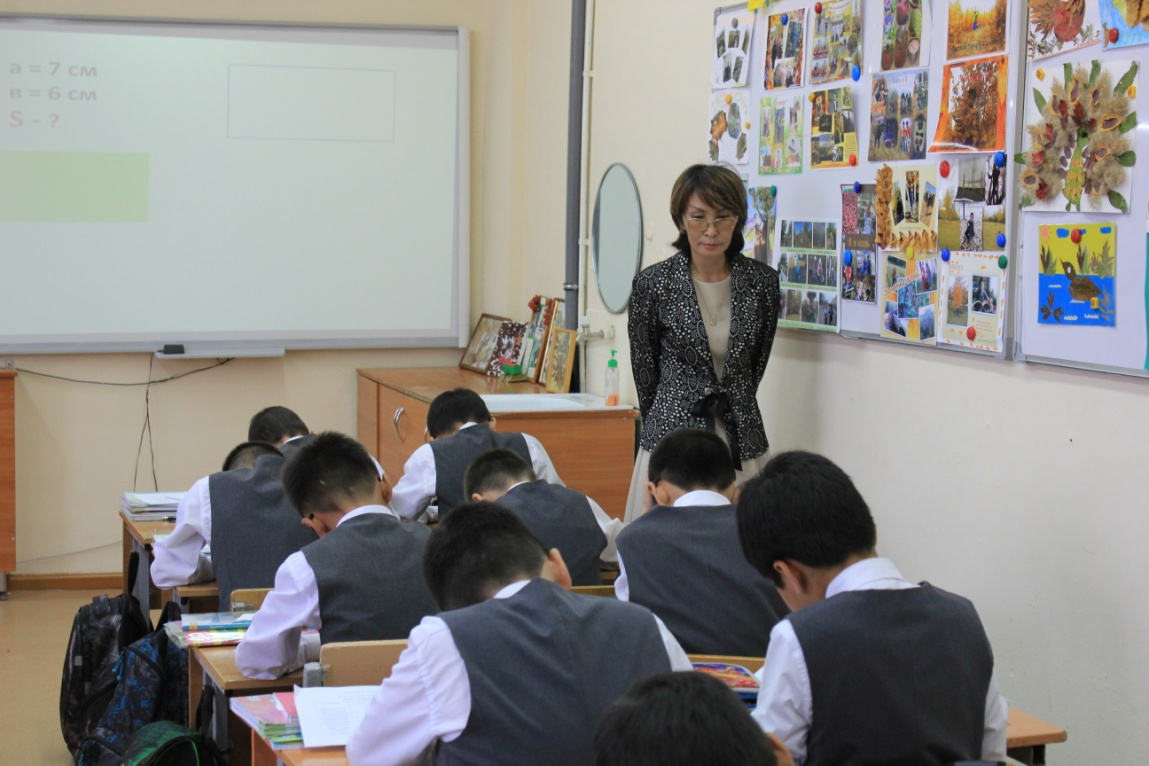 а = 7 см
в = 6 см
S - ?